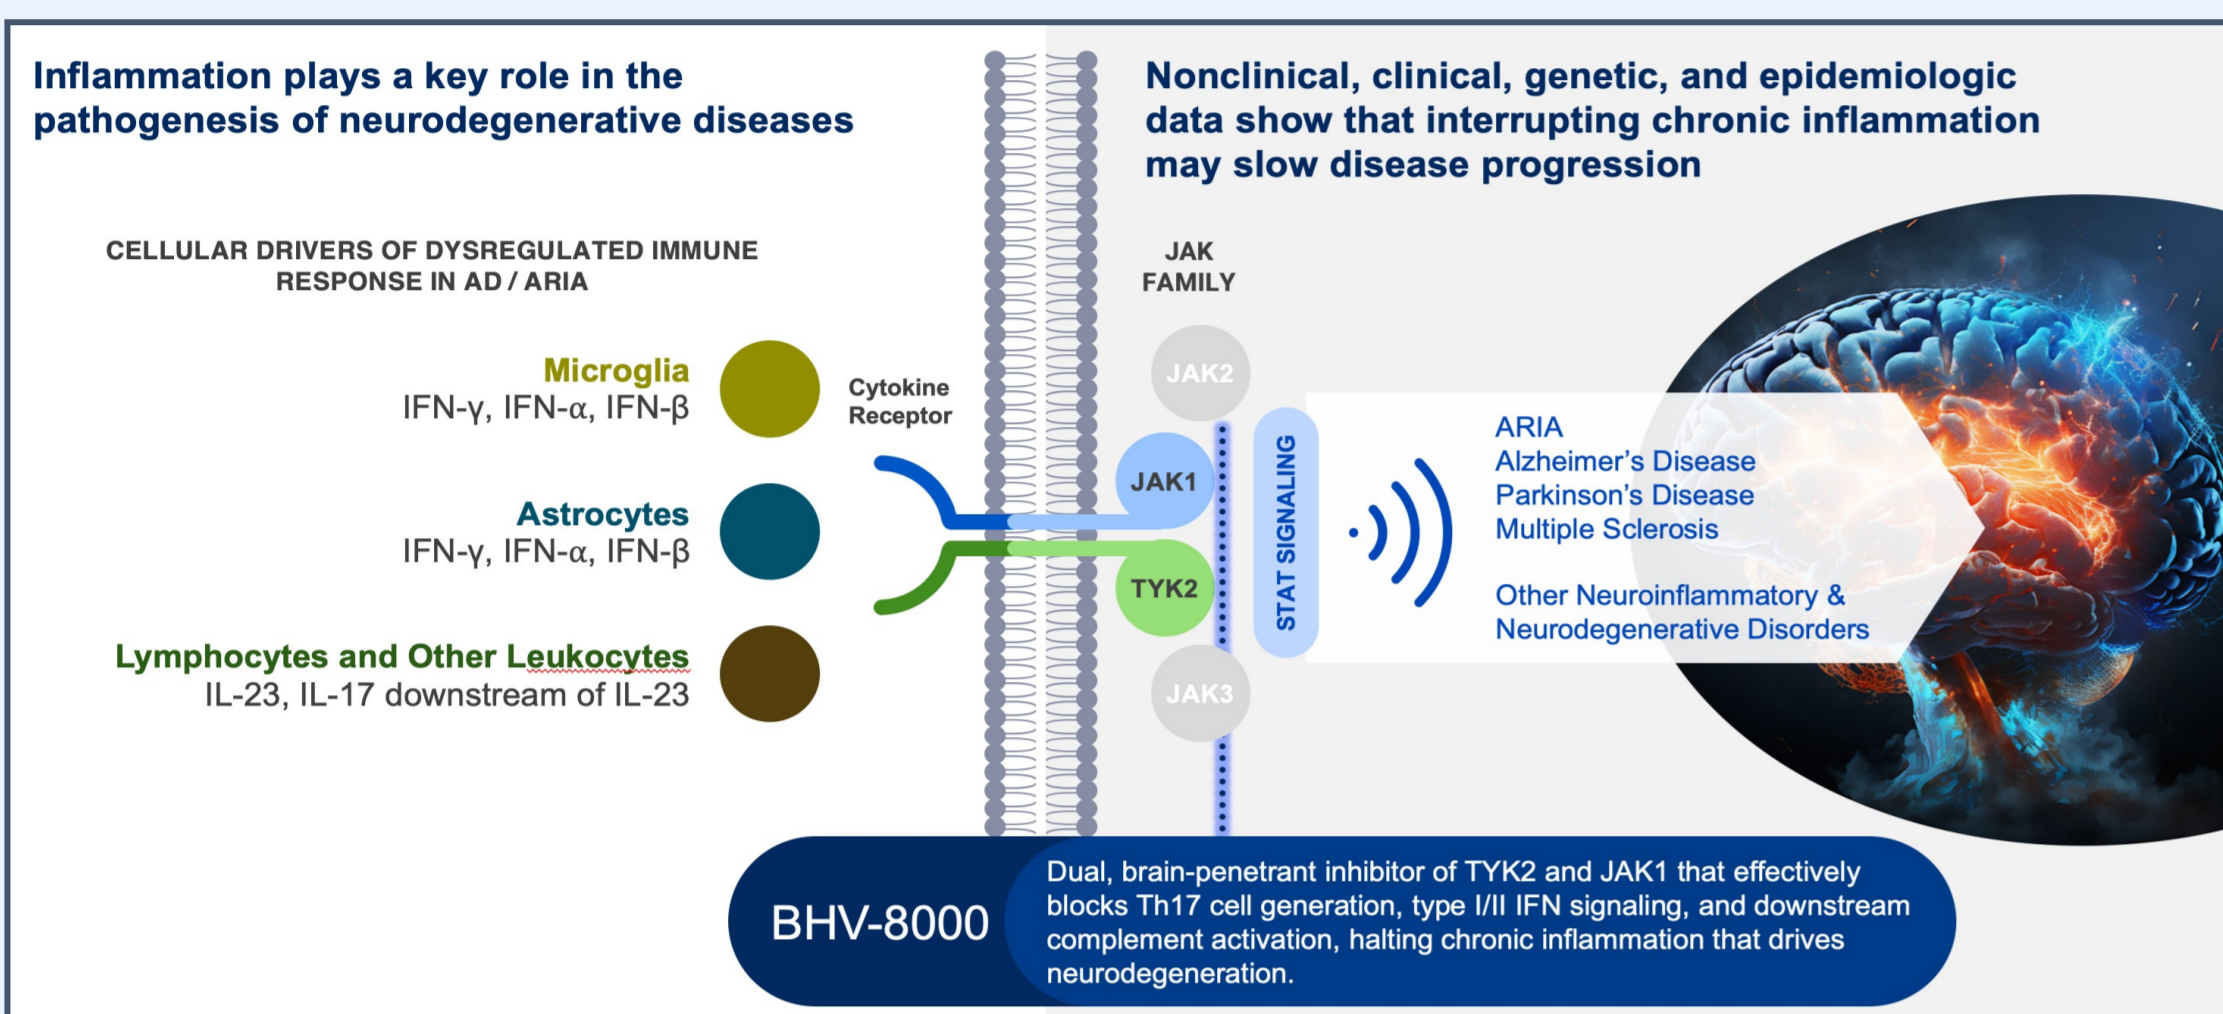 Inflammation plays a key role in the
pathogenesis of neurodegenerative diseases
CELLULAR DRIVERS OF DYSREGULATED IMMUNE
RESPONSE IN AD / ARIA
Microglia
IFN-γ, IFN-α, IFN-β
Astrocytes
IFN-γ, IFN-α, IFN-β
Lymphocytes and Other Leukocytes
IL-23, IL-17 downstream of IL-23
Cytokine
Receptor
Nonclinical, clinical, genetic, and epidemiologic
data show that interrupting chronic inflammation
may slow disease progression
JAK
FAMILY
JAK2
JAK1
TYK2
JAK3
STAT SIGNALING
ARIA
Alzheimer’s Disease
Parkinson’s Disease
Multiple Sclerosis
Other Neuroinflammatory &
Neurodegenerative Disorders
BHV-8000
Dual, brain-penetrant inhibitor of TYK2 and JAK1 that effectively
blocks Th17 cell generation, type I/II IFN signaling, and downstream
complement activation, halting chronic inflammation that drives
neurodegeneration.